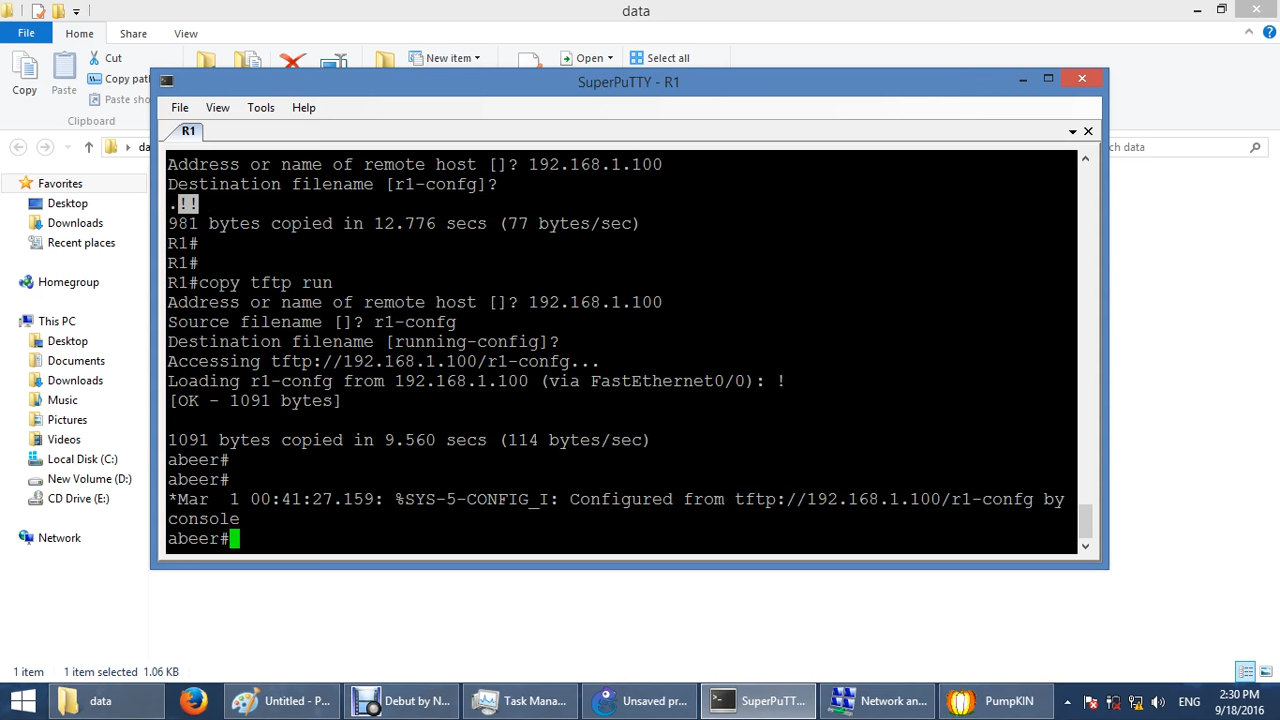 data
File
Home
Share
View
Cut
Copy path
Paste sho
Copy
Paste
Clipboard
New item
Open
Select all
da
ch data
SuperPuTTY - R1
File View Tools Help
R1
Address or name of remote host []? 192.168.1.100
Destination filename [r1-confg]?
.!!
981 bytes copied in 12.776 secs (77 bytes/sec)
R1#
R1#
R1#copy tftp run
Address or name of remote host []? 192.168.1.100
Source filename []? r1-confg
Destination filename [running-config]?
Accessing tftp://192.168.1.100/r1-confg...
Loading r1-confg from 192.168.1.100 (via FastEthernet0/0): !
[OK - 1091 bytes]
1091 bytes copied in 9.560 secs (114 bytes/sec)
abeer#
abeer#
*Mar  1 00:41:27.159: %SYS-5-CONFIG_I: Configured from tftp://192.168.1.100/r1-confg by
console
abeer#
Favorites
Desktop
Downloads
Recent places
Homegroup
This PC
Desktop
Documents
Downloads
Music
Pictures
Videos
Local Disk (C:)
New Volume (D:)
CD Drive (E:)
Network
1 item 1 item selected 1.06 KB
data
Untitled - P...
Debut by N...
Task Mana...
Unsaved pr...
SuperPuTT...
Network an...
PumpKIN
ENG
2:30 PM
9/18/2016